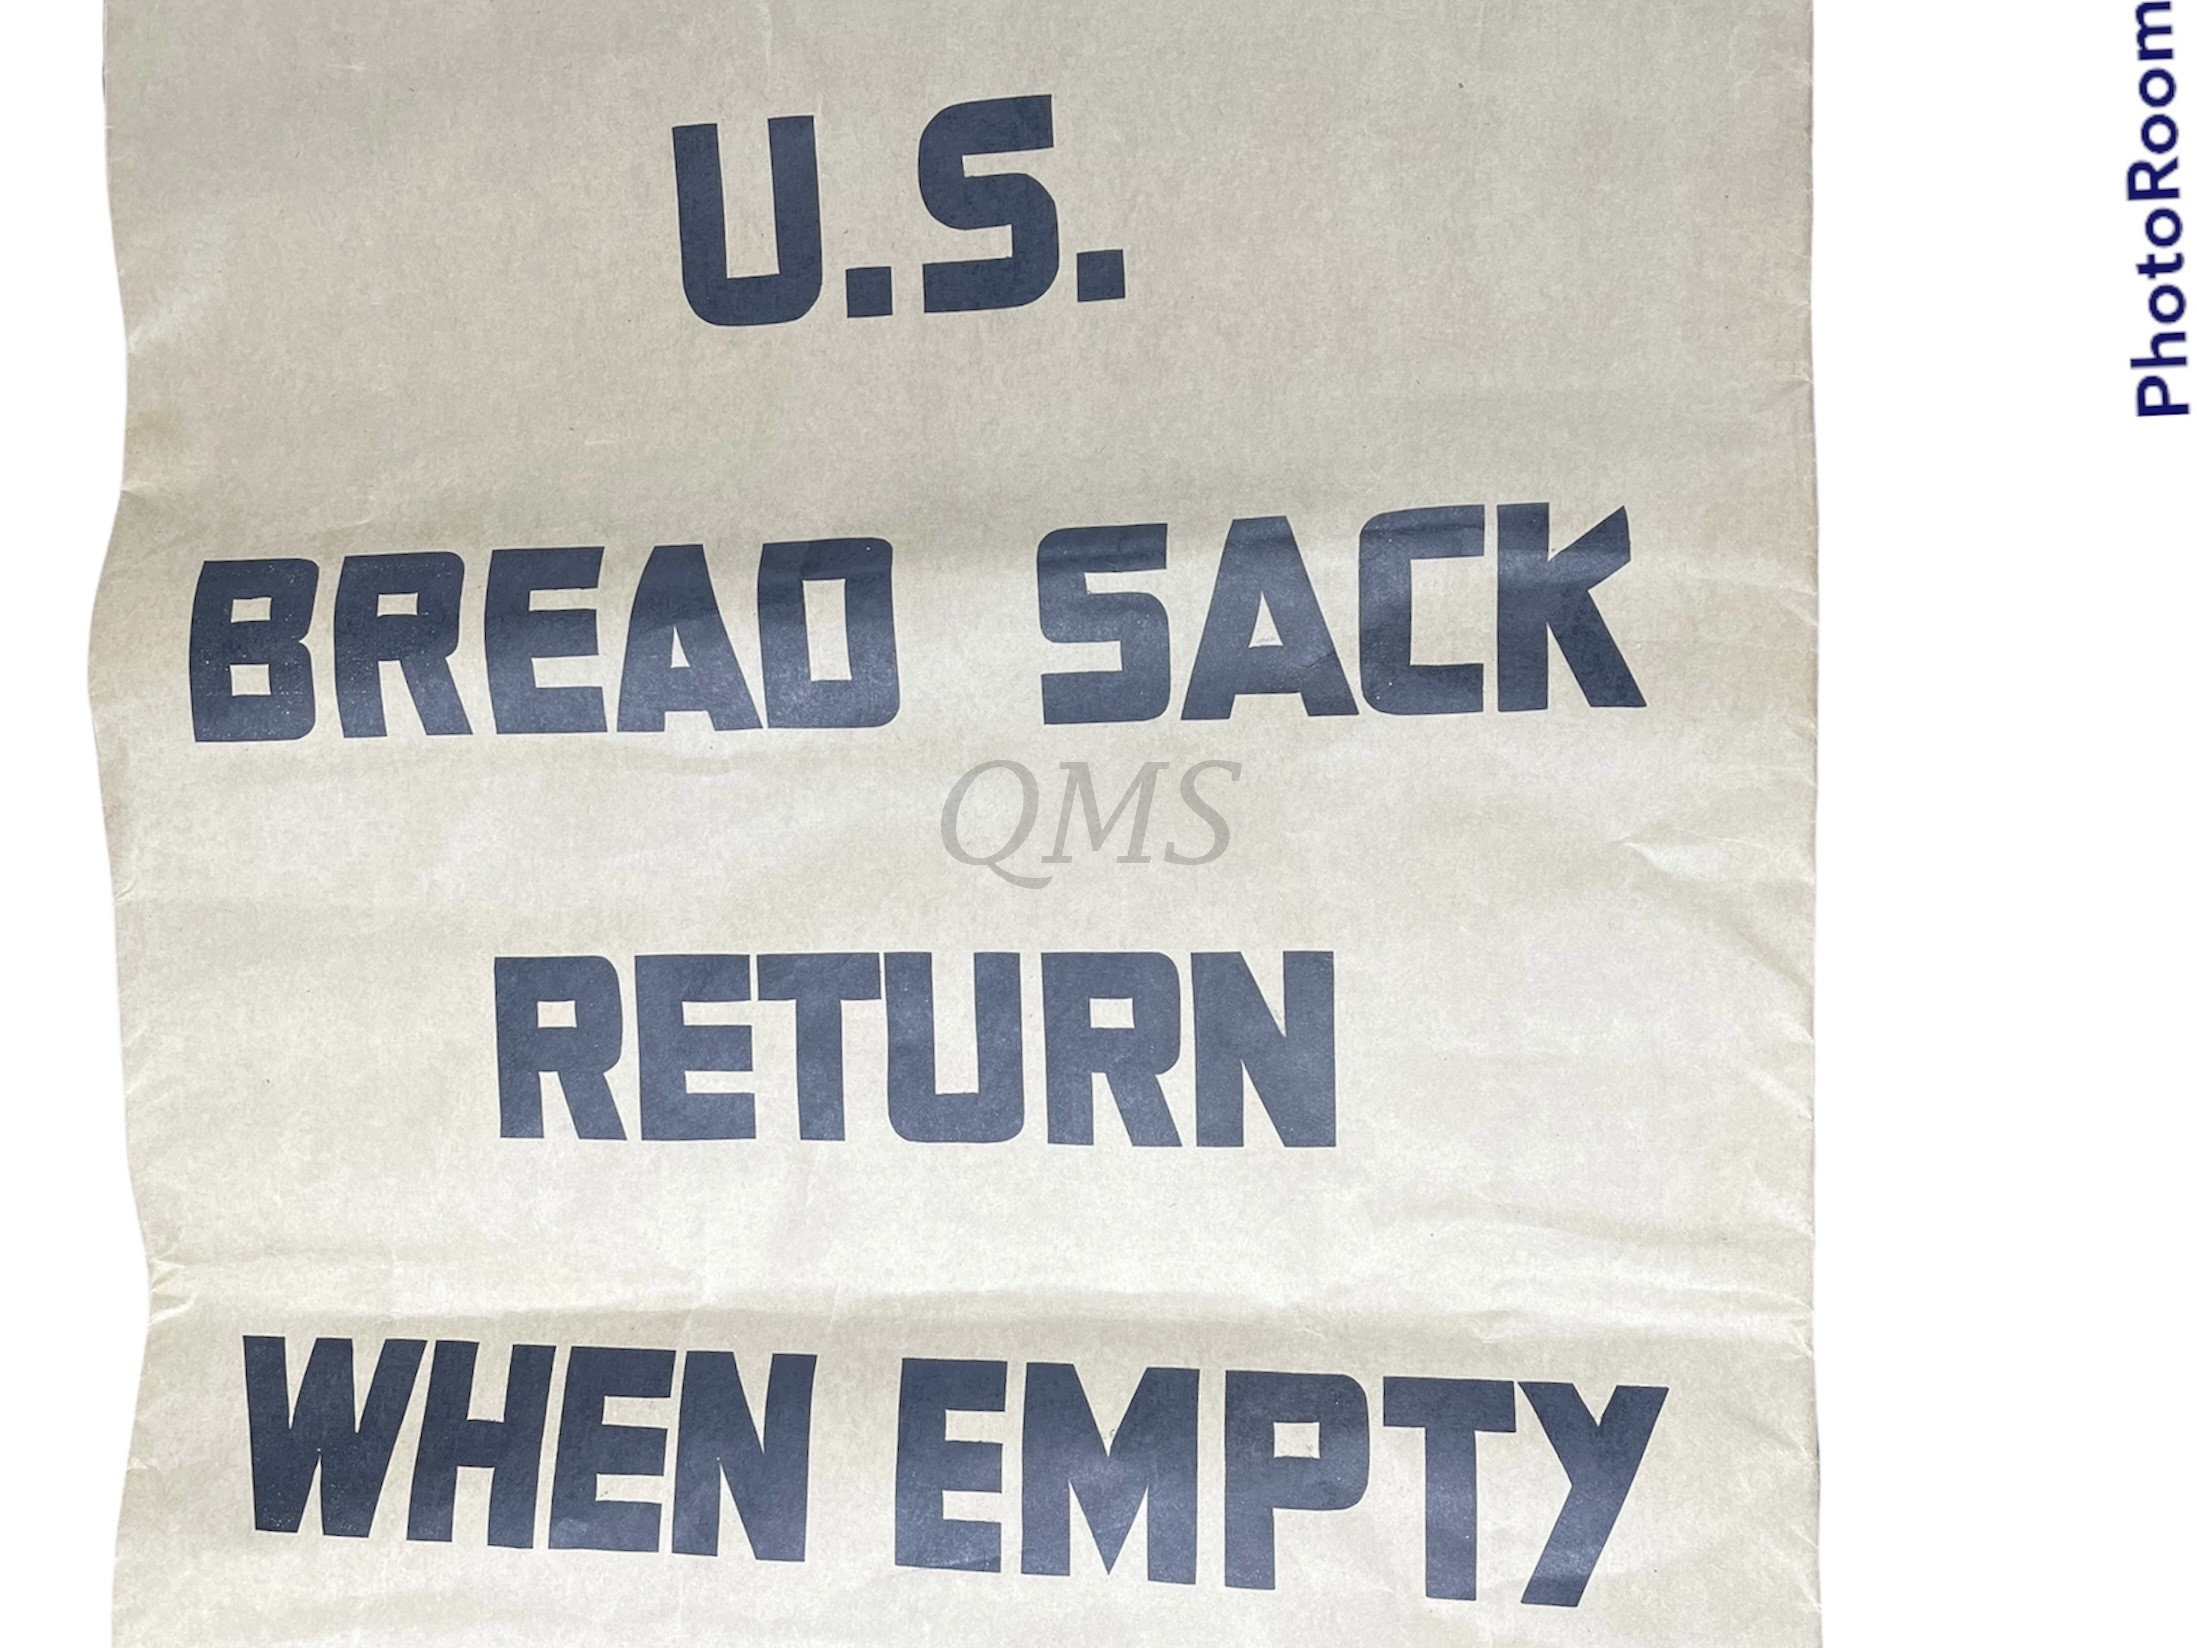 U.S.
BREAD SACK
QMS
RETURN
WHEN EMPTY
PhotoRoom